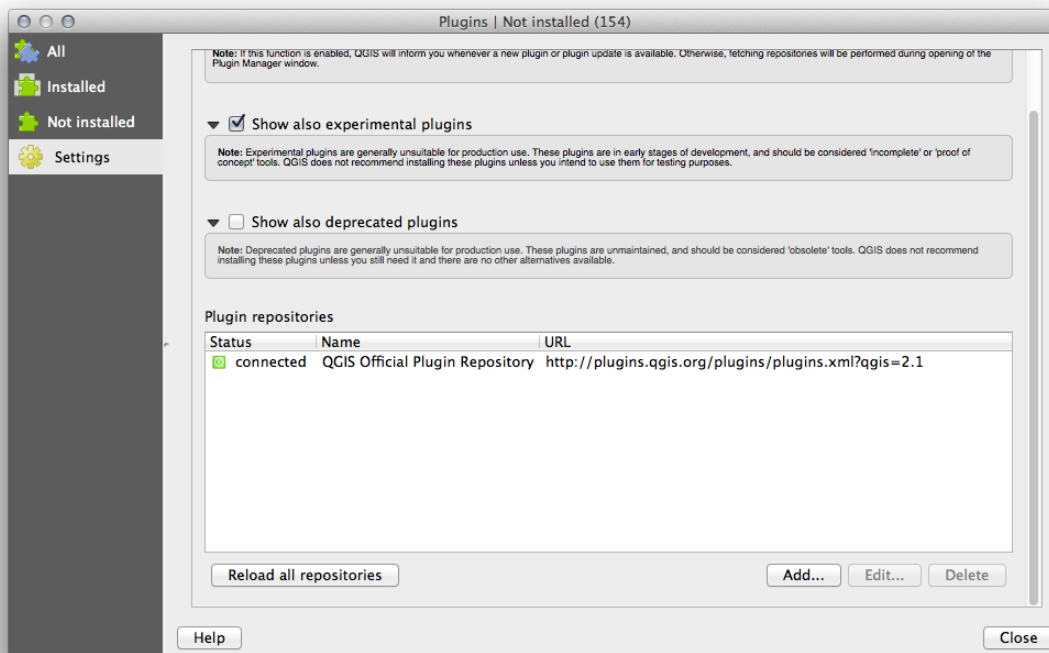 Plugins | Not installed (154)
All
Installed
Not installed
Settings
Note: If this function is enabled, QGIS will inform you whenever a new plugin or plugin update is available. Otherwise, fetching repositories will be performed during opening of the
Plugin Manager window.
Show also experimental plugins
Note: Experimental plugins are generally unsuitable for production use. These plugins are in early stages of development, and should be considered 'incomplete' or 'proof of
concept' tools. QGIS does not recommend installing these plugins unless you intend to use them for testing purposes.
Show also deprecated plugins
Note: Deprecated plugins are generally unsuitable for production use. These plugins are unmaintained, and should be considered 'obsolete' tools. QGIS does not recommend
installing these plugins unless you still need it and there are no other alternatives available.
Plugin repositories
Status Name URL
connected QGIS Official Plugin Repository http://plugins.qgis.org/plugins/plugins.xml?qgis=2.1
Reload all repositories Add... Edit... Delete
Help Close